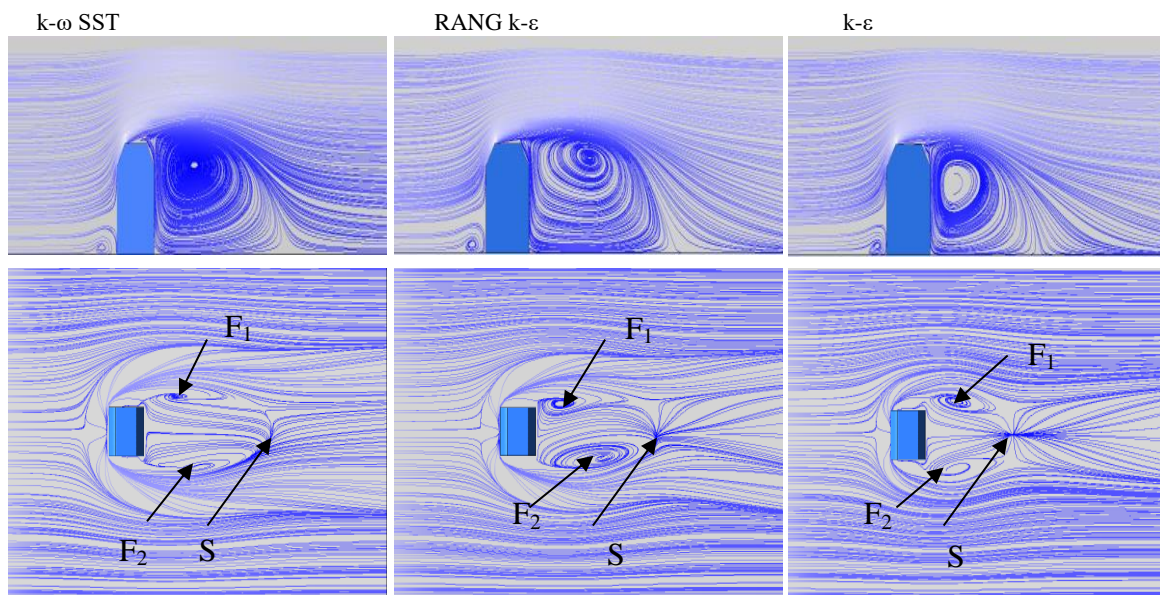 k-ω SST
RANG k-ε
k-ε
F₁
F₂
S
F₁
F₂
S
F₁
F₂
S